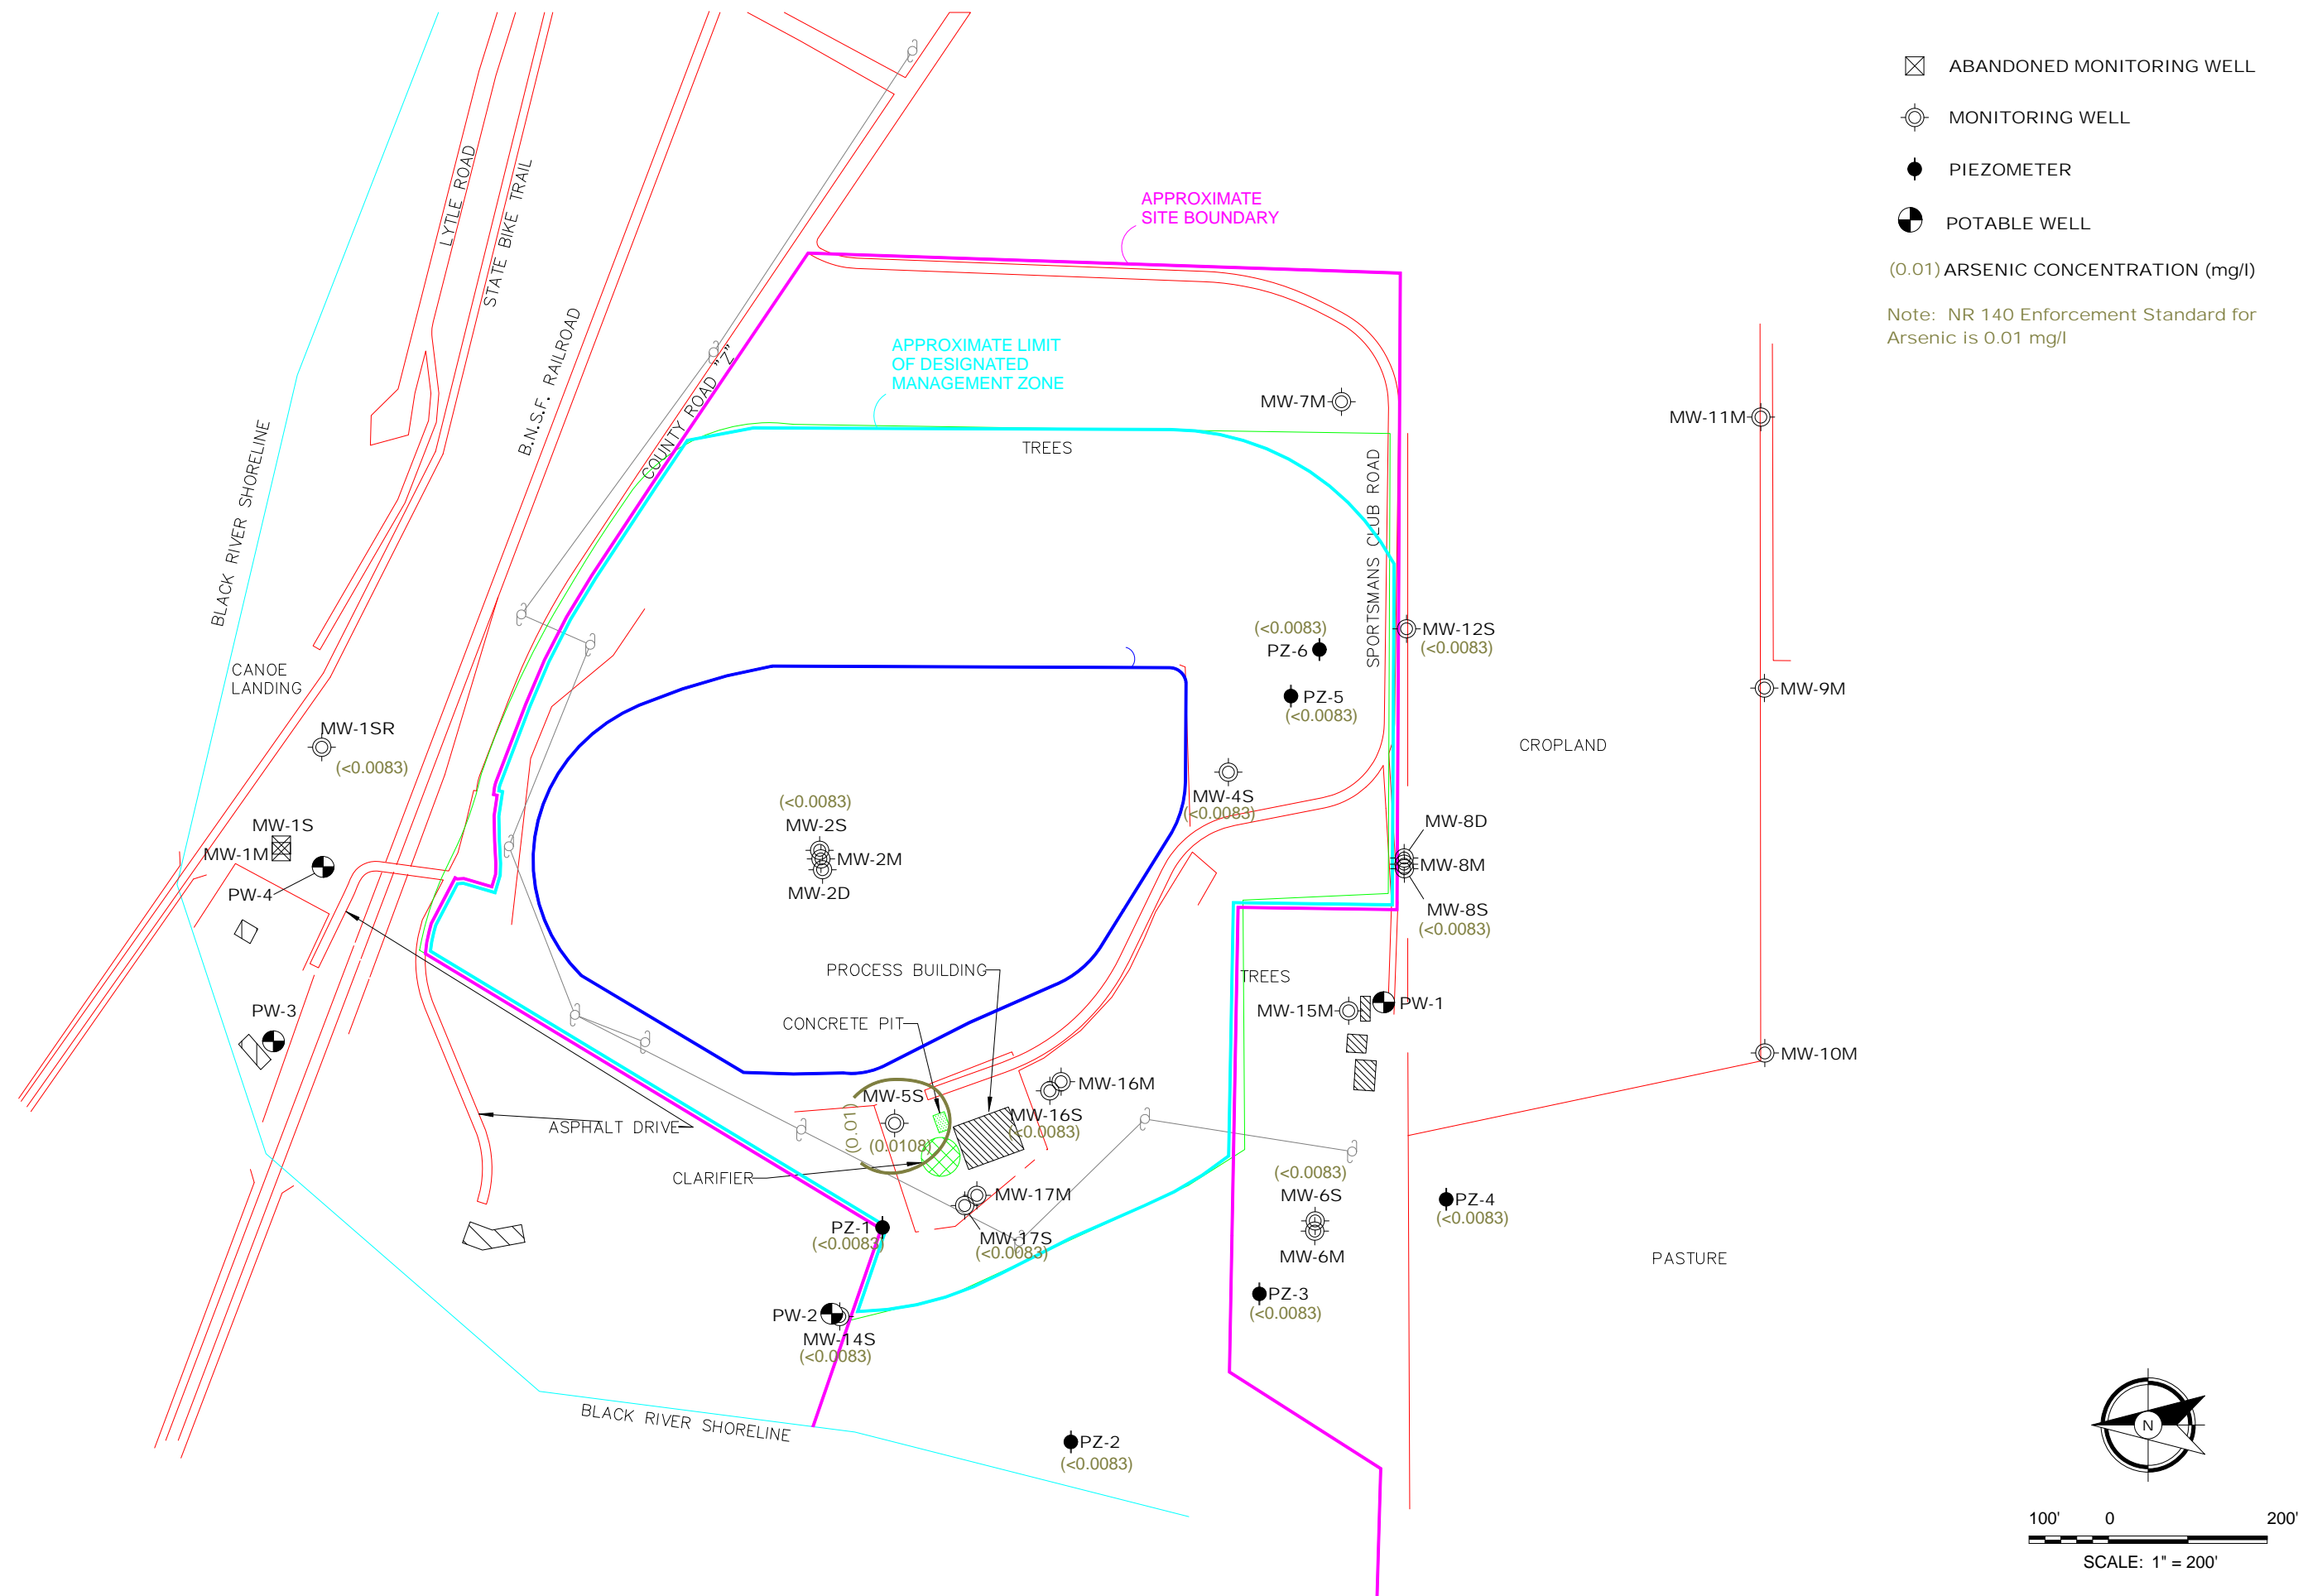 ABANDONED MONITORING WELL
MONITORING WELL
PIEZOMETER
POTABLE WELL
(0.01) ARSENIC CONCENTRATION (mg/l)
Note: NR 140 Enforcement Standard for
Arsenic is 0.01 mg/l
LYTLE ROAD
STATE BIKE TRAIL
B.N.S.F. RAILROAD
COUNTY ROAD "Z"
BLACK RIVER SHORELINE
APPROXIMATE
SITE BOUNDARY
APPROXIMATE LIMIT
OF DESIGNATED
MANAGEMENT ZONE
TREES
MW-7M
MW-11M
SPORTSMANS CLUB ROAD
(<0.0083)
PZ-6
MW-12S
(<0.0083)
PZ-5
(<0.0083)
MW-9M
CANOE
LANDING
MW-1SR
(<0.0083)
CROPLAND
MW-4S
(<0.0083)
(<0.0083)
MW-2S
MW-2M
MW-2D
MW-1S
MW-1M
PW-4
MW-8D
MW-8M
MW-8S
(<0.0083)
PROCESS BUILDING
TREES
PW-3
CONCRETE PIT
MW-15M
PW-1
MW-10M
MW-5S
(0.01)
(0.0108)
MW-16M
MW-16S
(<0.0083)
ASPHALT DRIVE
CLARIFIER
MW-17M
MW-17S
(<0.0083)
(<0.0083)
MW-6S
MW-6M
PZ-4
(<0.0083)
PZ-1
(<0.0083)
PASTURE
PZ-3
(<0.0083)
PW-2
MW-14S
(<0.0083)
BLACK RIVER SHORELINE
PZ-2
(<0.0083)
N
100' 0 200'
SCALE: 1" = 200'